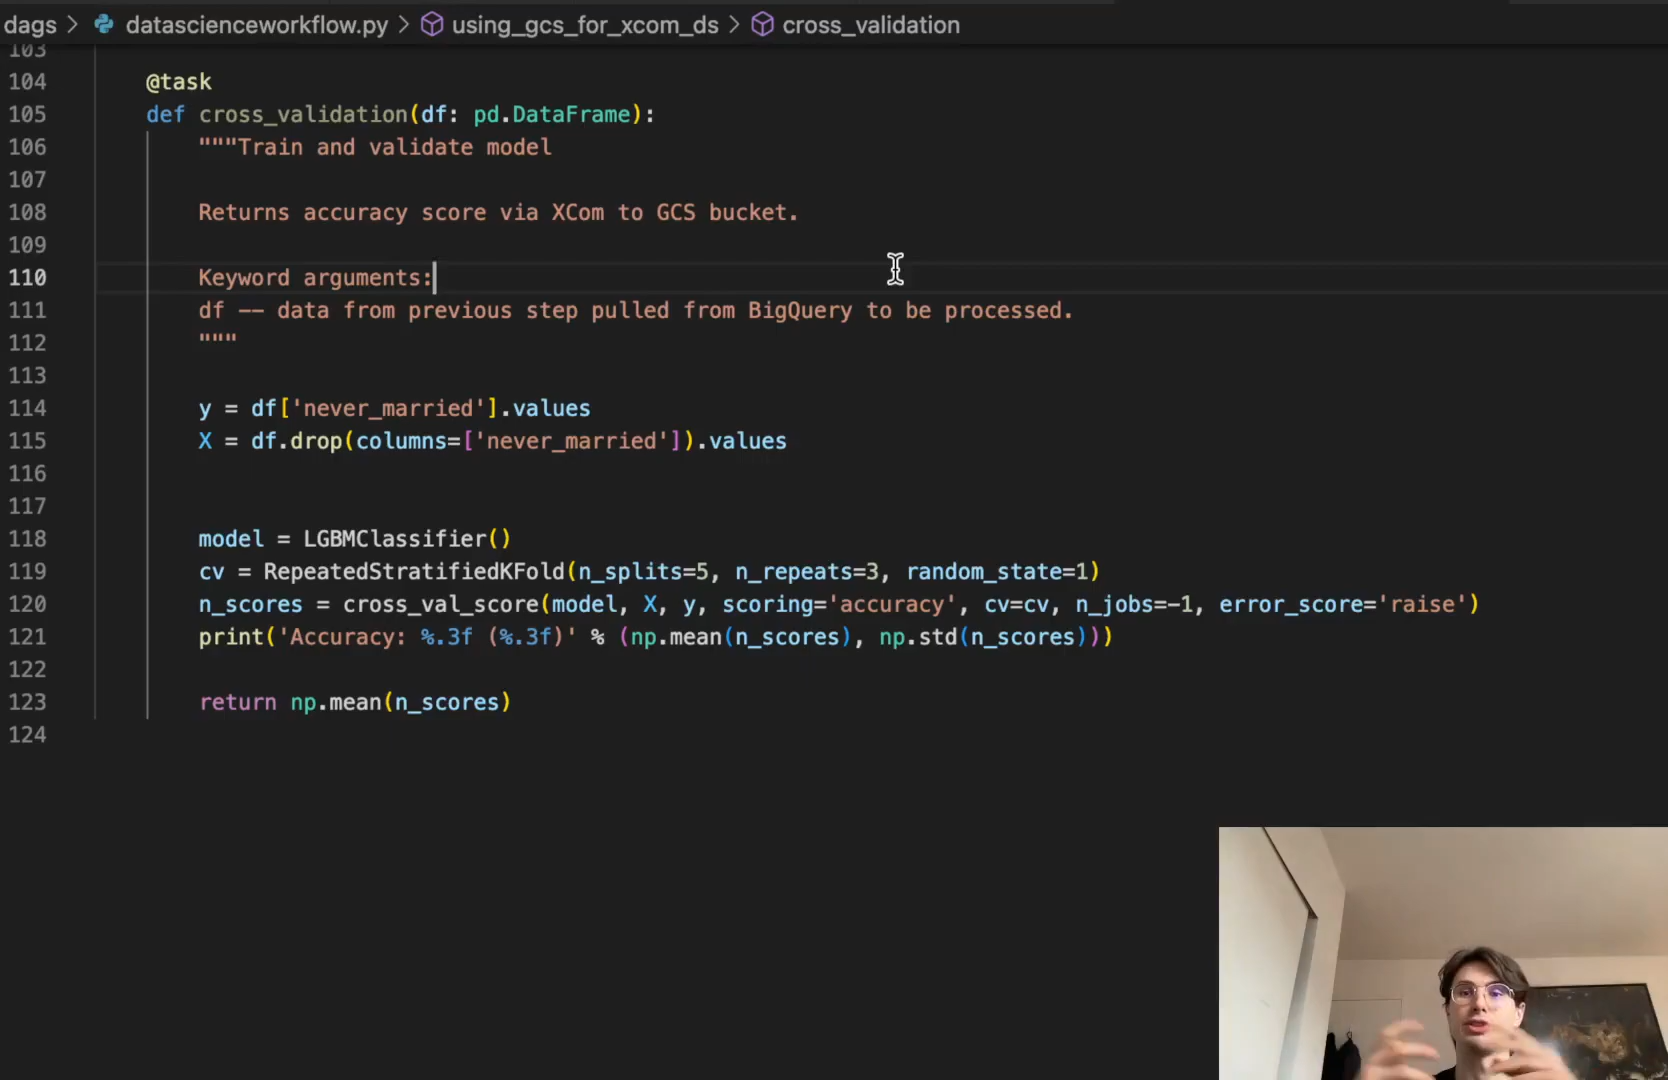 dags > datascienceworkflow.py > using_gcs_for_xcom_ds > cross_validation
103
104 @task
105 def cross_validation(df: pd.DataFrame):
106 """Train and validate model
107
108 Returns accuracy score via XCom to GCS bucket.
109
110 Keyword arguments:
111 df -- data from previous step pulled from BigQuery to be processed.
112 """
113
114 y = df['never_married'].values
115 X = df.drop(columns=['never_married']).values
116
117
118 model = LGBMClassifier()
119 cv = RepeatedStratifiedKFold(n_splits=5, n_repeats=3, random_state=1)
120 n_scores = cross_val_score(model, X, y, scoring='accuracy', cv=cv, n_jobs=-1, error_score='raise')
121 print('Accuracy: %.3f (%.3f)' % (np.mean(n_scores), np.std(n_scores)))
122
123 return np.mean(n_scores)
124